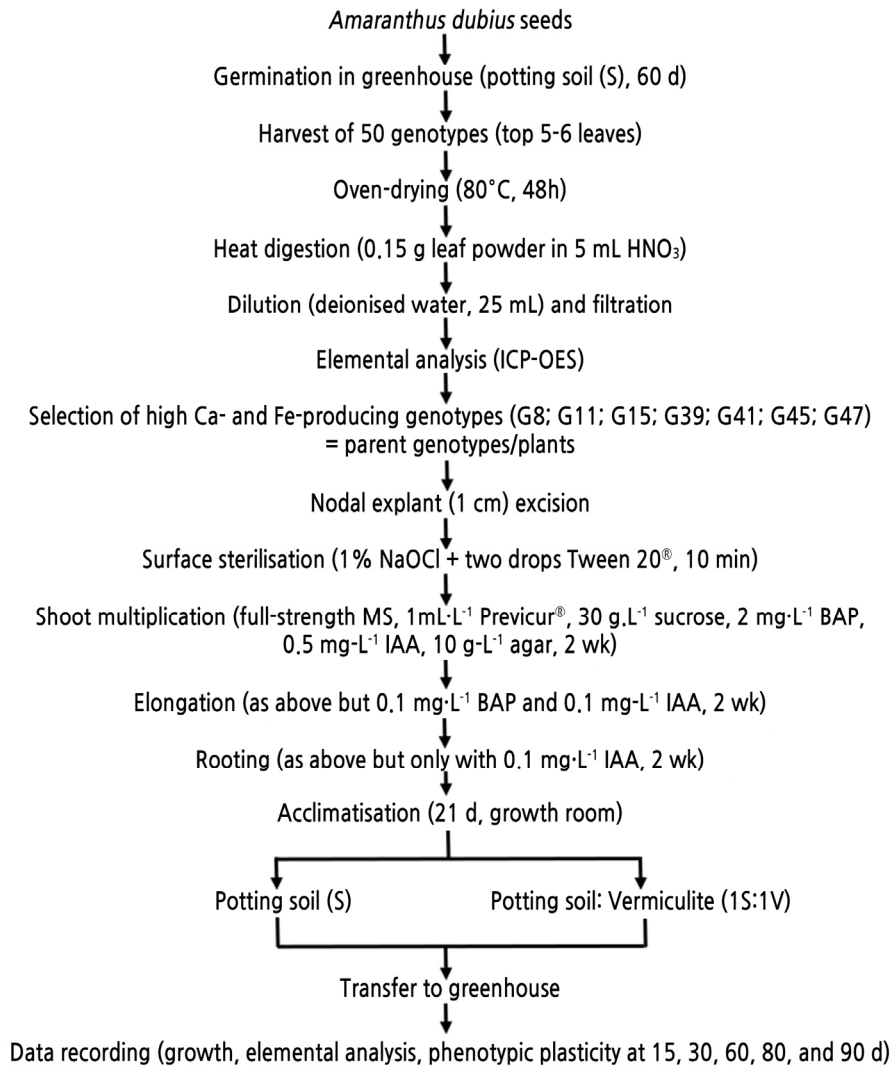 Amaranthus dubius seeds
Germination in greenhouse (potting soil (S), 60 d)
Harvest of 50 genotypes (top 5-6 leaves)
Oven-drying (80°C, 48h)
Heat digestion (0.15 g leaf powder in 5 mL HNO₃)
Dilution (deionised water, 25 mL) and filtration
Elemental analysis (ICP-OES)
Selection of high Ca- and Fe-producing genotypes (G8; G11; G15; G39; G41; G45; G47)
= parent genotypes/plants
Nodal explant (1 cm) excision
Surface sterilisation (1% NaOCl + two drops Tween 20®, 10 min)
Shoot multiplication (full-strength MS, 1mL·L⁻¹ Previcur®, 30 g.L⁻¹ sucrose, 2 mg·L⁻¹ BAP,
0.5 mg-L⁻¹ IAA, 10 g-L⁻¹ agar, 2 wk)
Elongation (as above but 0.1 mg·L⁻¹ BAP and 0.1 mg-L⁻¹ IAA, 2 wk)
Rooting (as above but only with 0.1 mg·L⁻¹ IAA, 2 wk)
Acclimatisation (21 d, growth room)
Potting soil (S)
Potting soil: Vermiculite (1S:1V)
Transfer to greenhouse
Data recording (growth, elemental analysis, phenotypic plasticity at 15, 30, 60, 80, and 90 d)